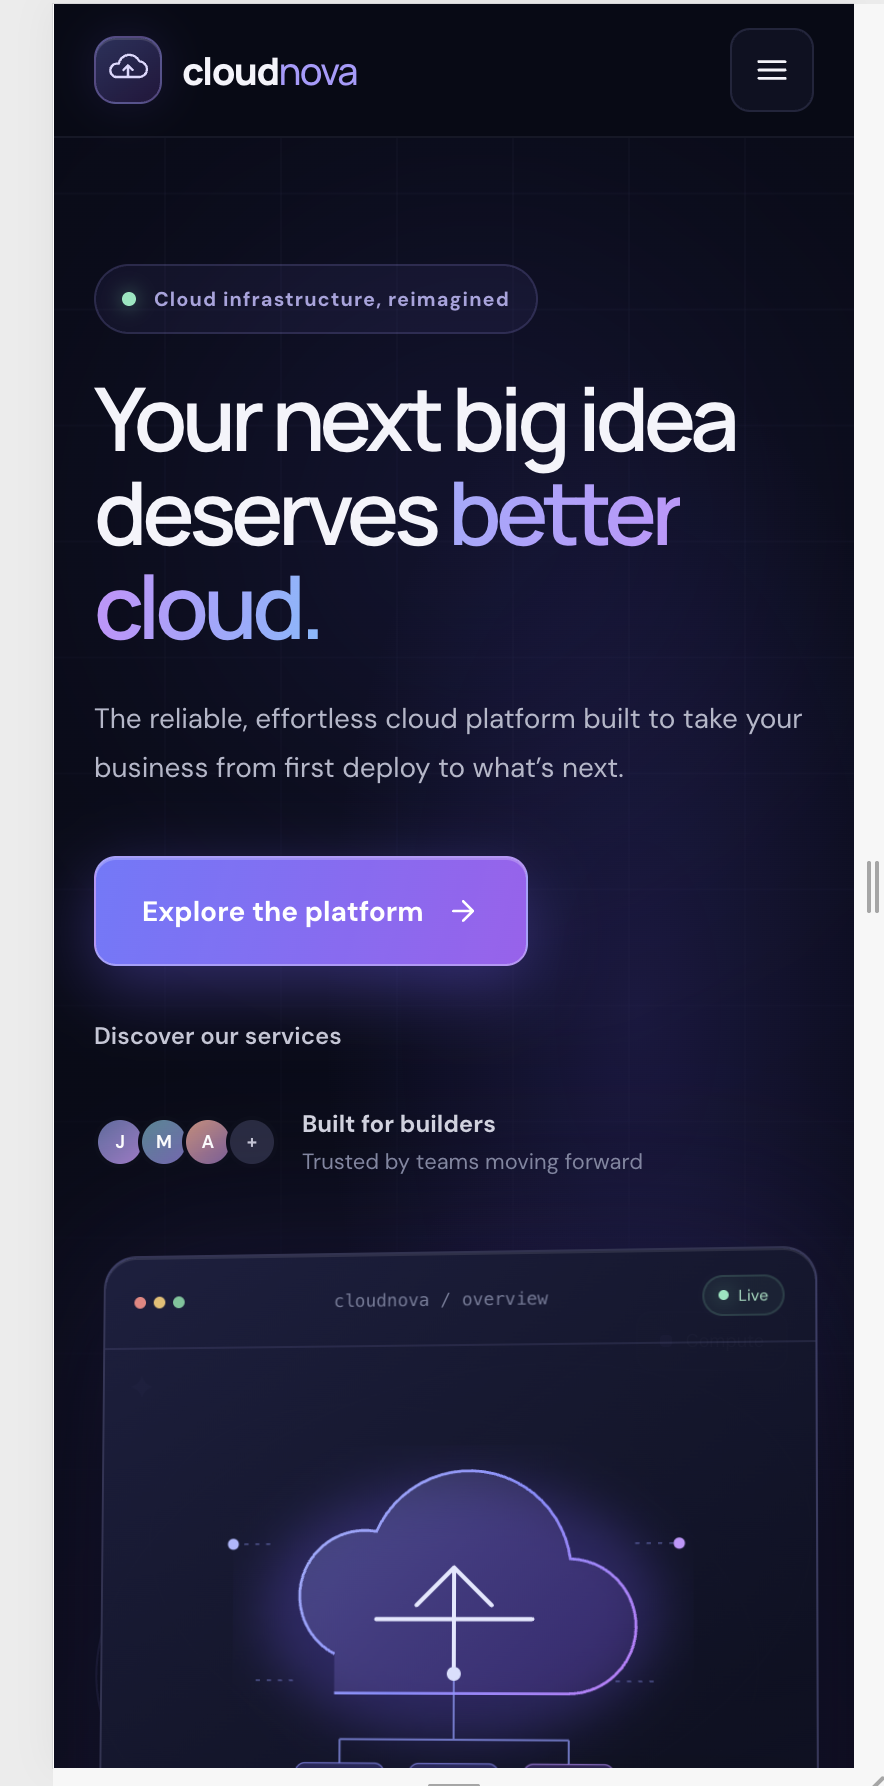 cloudnova
Cloud infrastructure, reimagined
Your next big idea
deserves better
cloud.
The reliable, effortless cloud platform built to take your
business from first deploy to what’s next.
Explore the platform →
Discover our services
J M A +
Built for builders
Trusted by teams moving forward
cloudnova / overview
Live